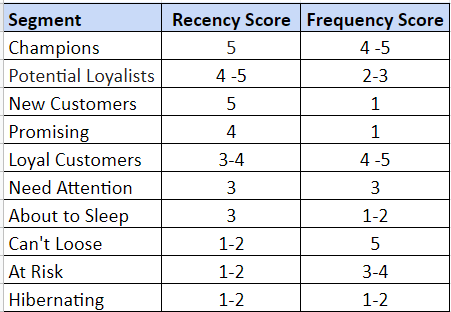 Segment Recency Score Frequency Score
Champions 5 4 -5
Potential Loyalists 4 -5 2-3
New Customers 5 1
Promising 4 1
Loyal Customers 3-4 4 -5
Need Attention 3 3
About to Sleep 3 1-2
Can't Loose 1-2 5
At Risk 1-2 3-4
Hibernating 1-2 1-2